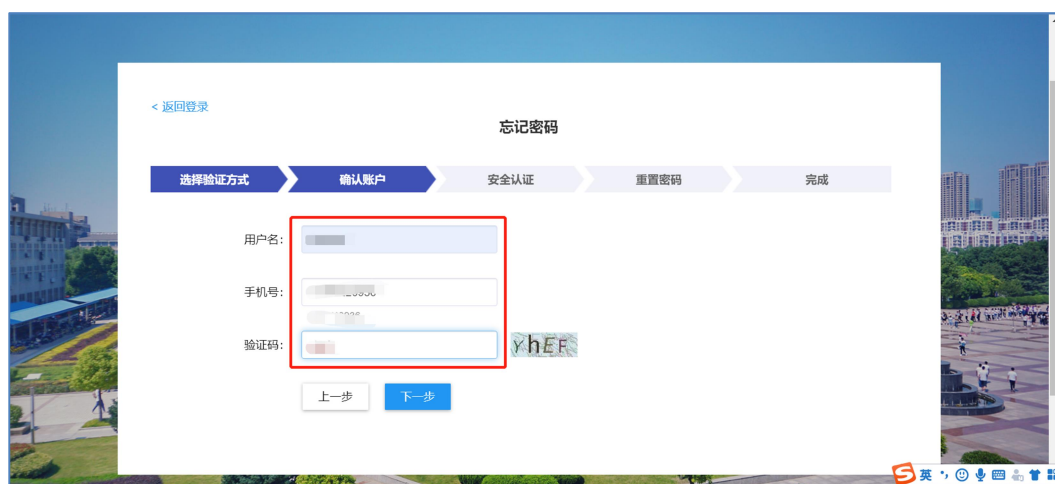 < 返回登录
忘记密码
选择验证方式 确认账户 安全认证 重置密码 完成
用户名:
手机号:
验证码: YhEF
上一步 下一步
英